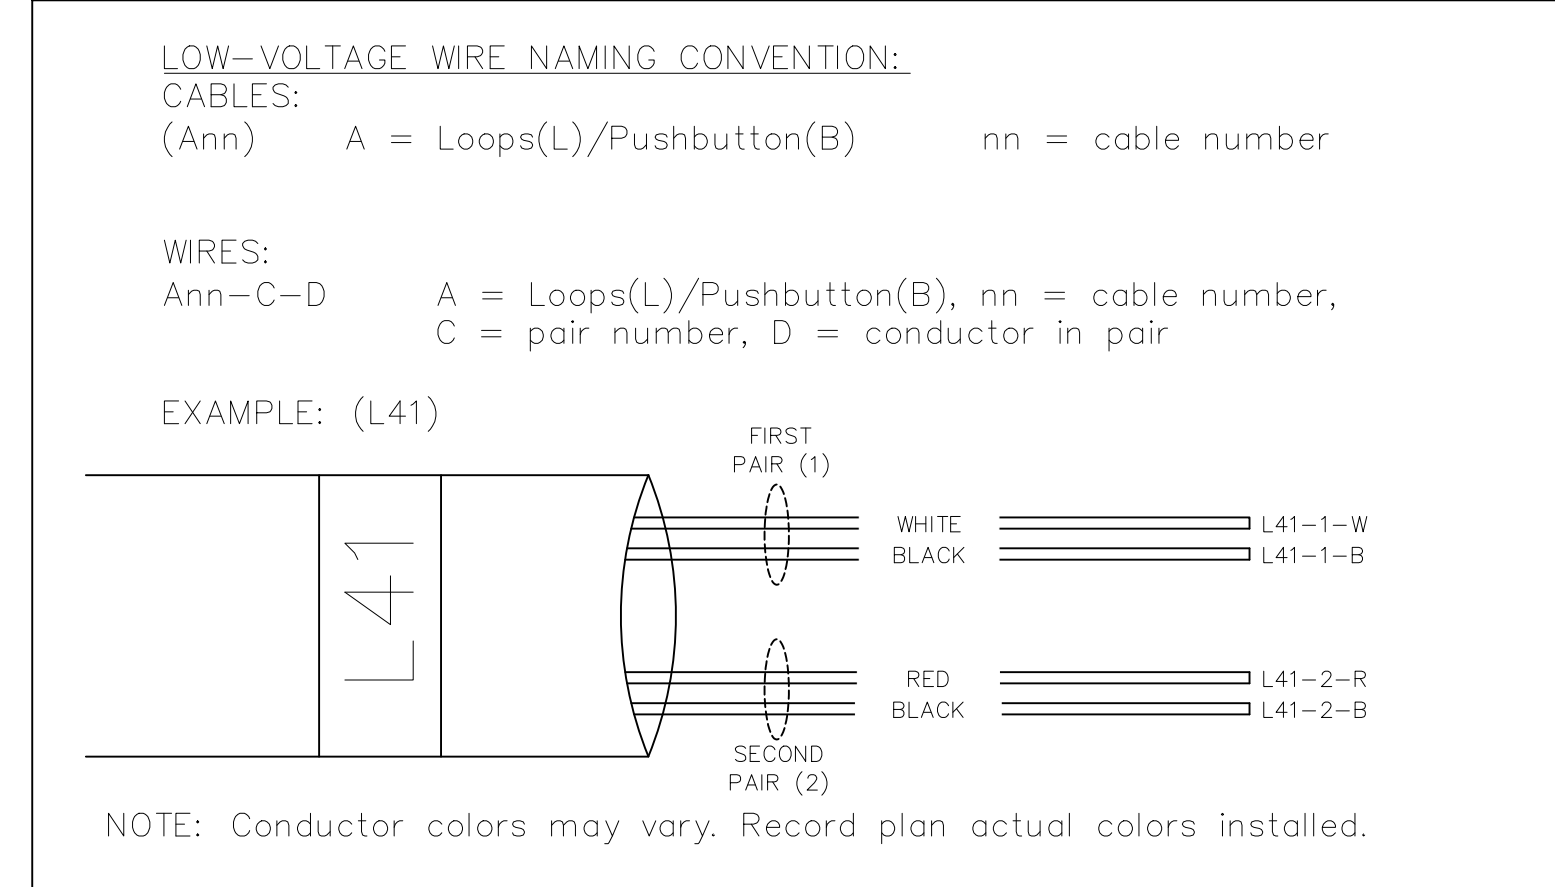 LOW-VOLTAGE WIRE NAMING CONVENTION:
CABLES:
(Ann) A = Loops(L)/Pushbutton(B) nn = cable number
WIRES:
Ann-C-D A = Loops(L)/Pushbutton(B), nn = cable number,
C = pair number, D = conductor in pair
EXAMPLE: (L41)
L41
FIRST
PAIR (1)
WHITE L41-1-W
BLACK L41-1-B
RED L41-2-R
BLACK L41-2-B
SECOND
PAIR (2)
NOTE: Conductor colors may vary. Record plan actual colors installed.